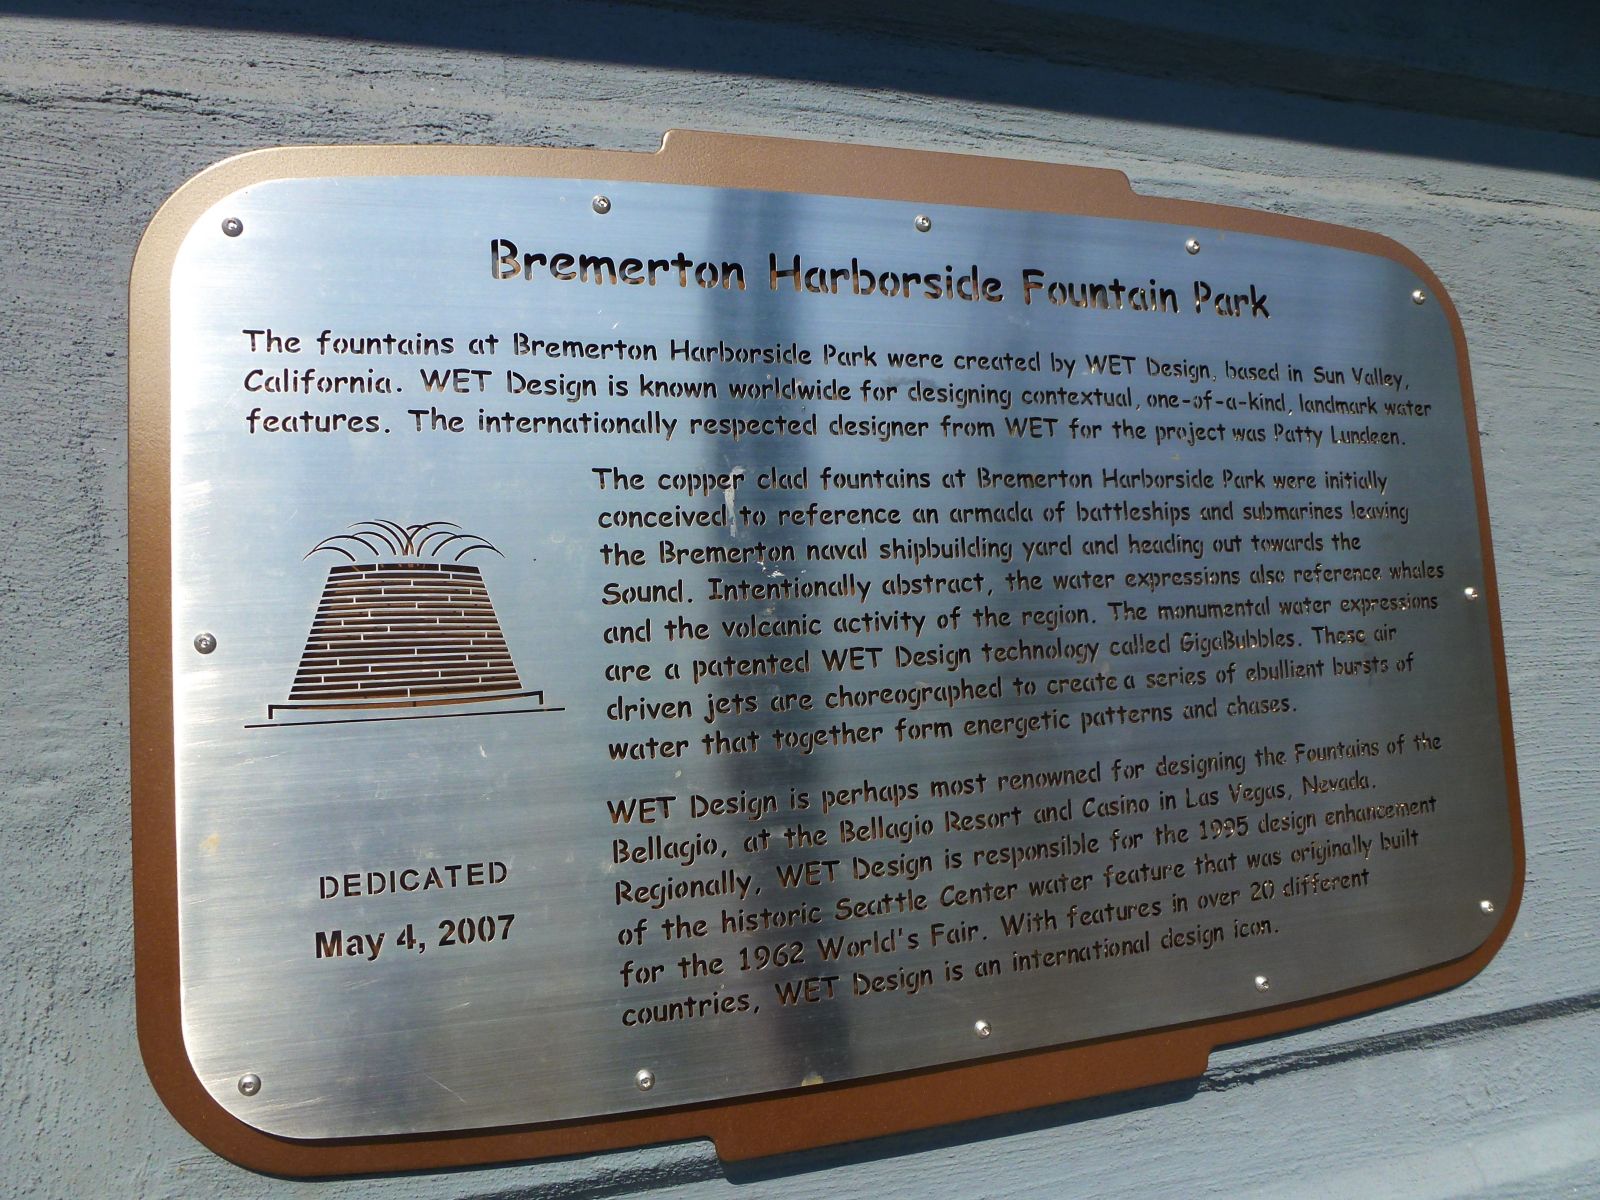 Bremerton Harborside Fountain Park
The fountains at Bremerton Harborside Park were created by WET Design, based in Sun Valley,
California. WET Design is known worldwide for designing contextual, one-of-a-kind, landmark water
features. The internationally respected designer from WET for the project was Patty Lundeen.
The copper clad fountains at Bremerton Harborside Park were initially
conceived to reference an armada of battleships and submarines leaving
the Bremerton naval shipbuilding yard and heading out towards the
Sound. Intentionally abstract, the water expressions also reference whales
and the volcanic activity of the region. The monumental water expressions
are a patented WET Design technology called GigaBubbles. These air
driven jets are choreographed to create a series of ebullient bursts of
water that together form energetic patterns and chases.
WET Design is perhaps most renowned for designing the Fountains of the
Bellagio, at the Bellagio Resort and Casino in Las Vegas, Nevada.
Regionally, WET Design is responsible for the 1995 design enhancement
of the historic Seattle Center water feature that was originally built
for the 1962 World's Fair. With features in over 20 different
countries, WET Design is an international design icon.
DEDICATED
May 4, 2007